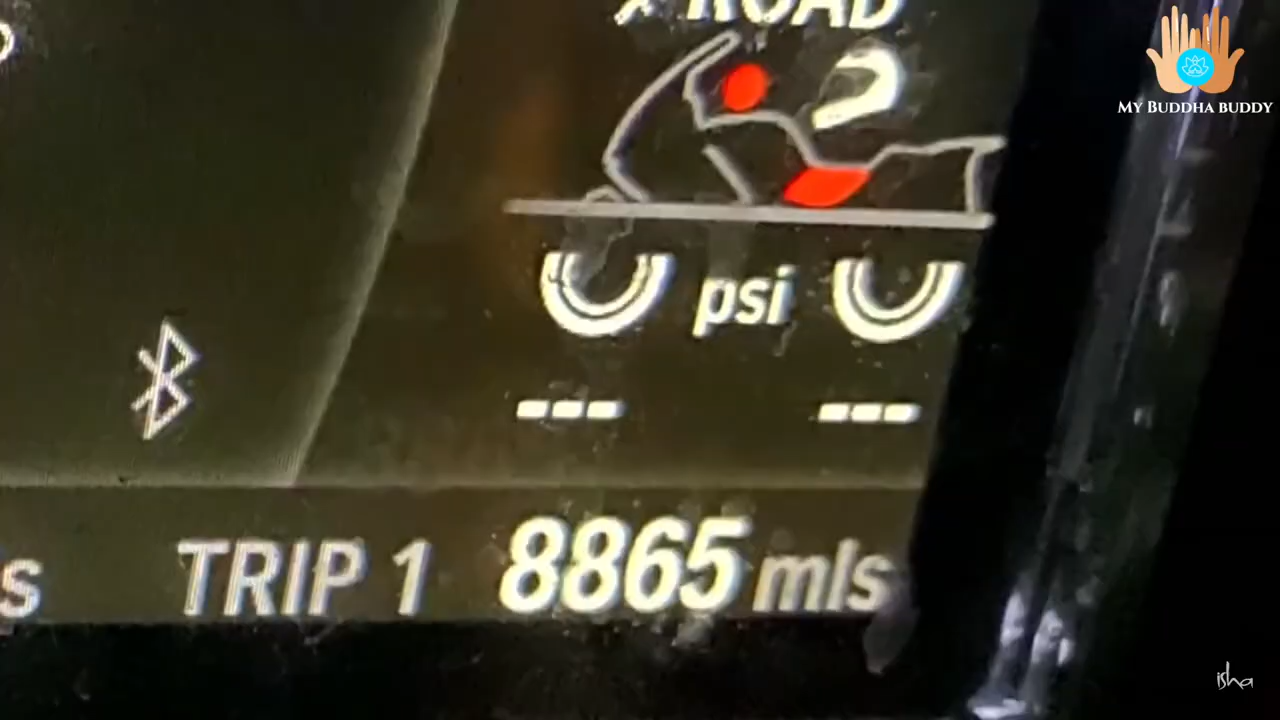 ROAD
MY BUDDHA BUDDY
psi
--- ---
TRIP 1 8865 mls
isha